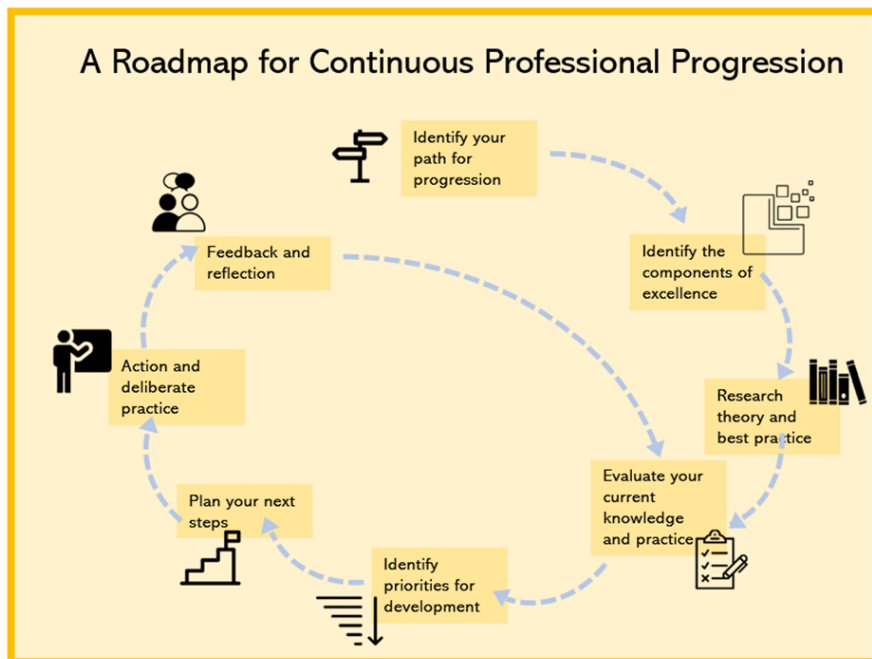 A Roadmap for Continuous Professional Progression
Identify your
path for
progression
Identify the
components of
excellence
Research
theory and
best practice
Evaluate your
current
knowledge
and practice
Identify
priorities for
development
Plan your next
steps
Action and
deliberate
practice
Feedback and
reflection